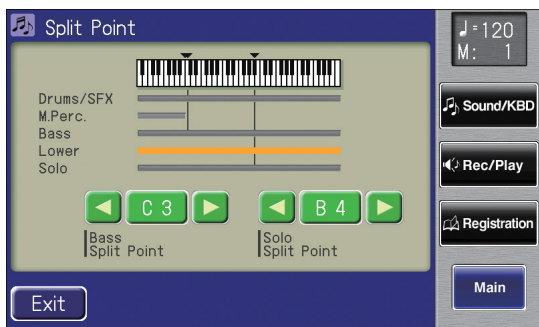 Split Point
♩=120
M: 1
Drums/SFX
M.Perc.
Bass
Lower
Solo
C 3
B 4
Bass
Split Point
Solo
Split Point
Exit
Sound/KBD
Rec/Play
Registration
Main